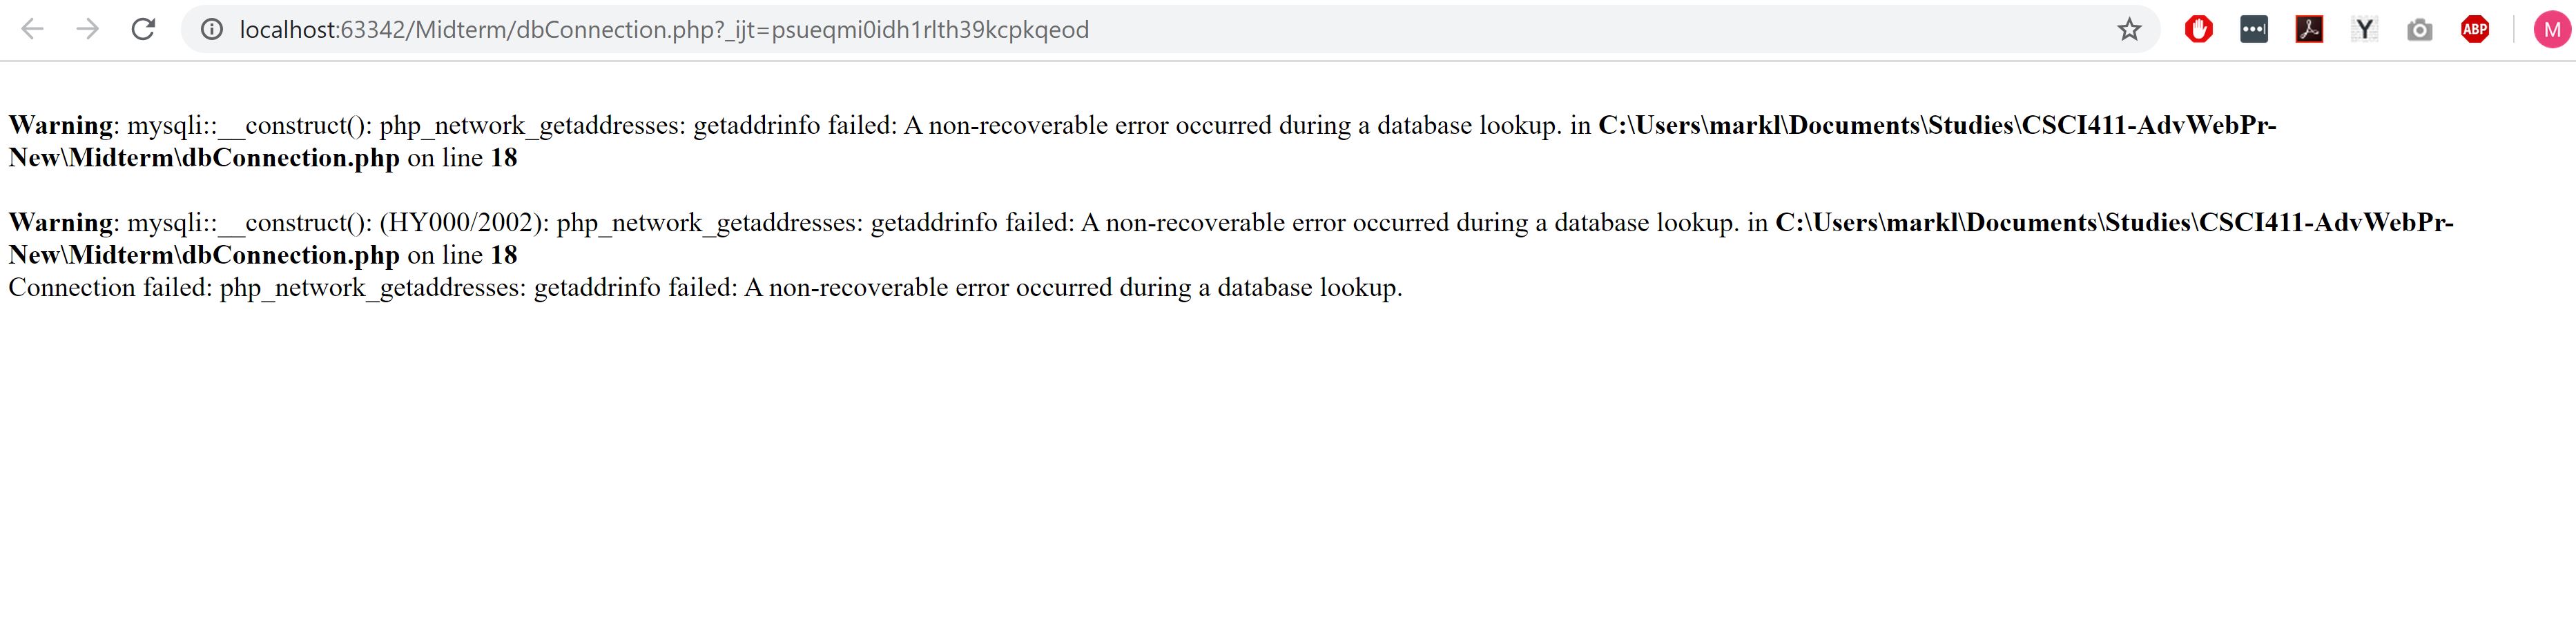 localhost:63342/Midterm/dbConnection.php?_ijt=psueqmi0idh1rlth39kcpkqeod
Y
ABP
M
Warning: mysqli::__construct(): php_network_getaddresses: getaddrinfo failed: A non-recoverable error occurred during a database lookup. in C:\Users\markl\Documents\Studies\CSCI411-AdvWebPr-
New\Midterm\dbConnection.php on line 18
Warning: mysqli::__construct(): (HY000/2002): php_network_getaddresses: getaddrinfo failed: A non-recoverable error occurred during a database lookup. in C:\Users\markl\Documents\Studies\CSCI411-AdvWebPr-
New\Midterm\dbConnection.php on line 18
Connection failed: php_network_getaddresses: getaddrinfo failed: A non-recoverable error occurred during a database lookup.